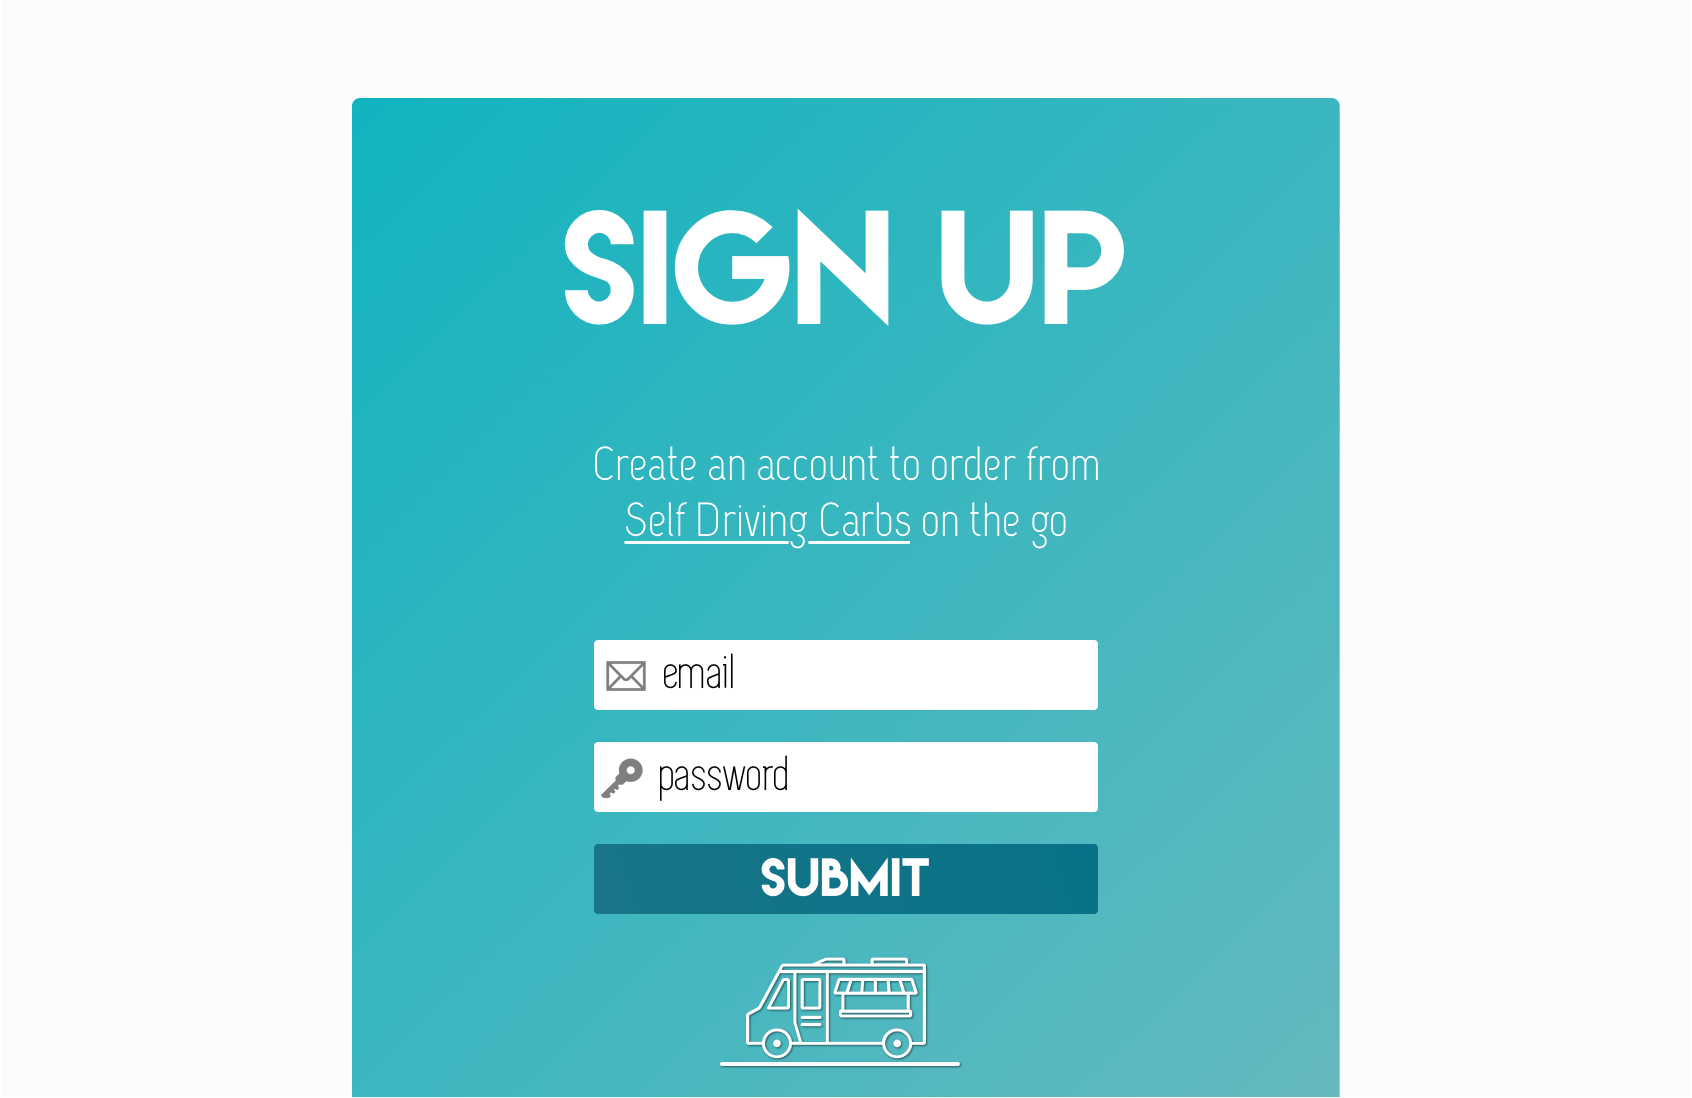 SIGN UP
Create an account to order from
Self Driving Carbs on the go
email
password
SUBMIT